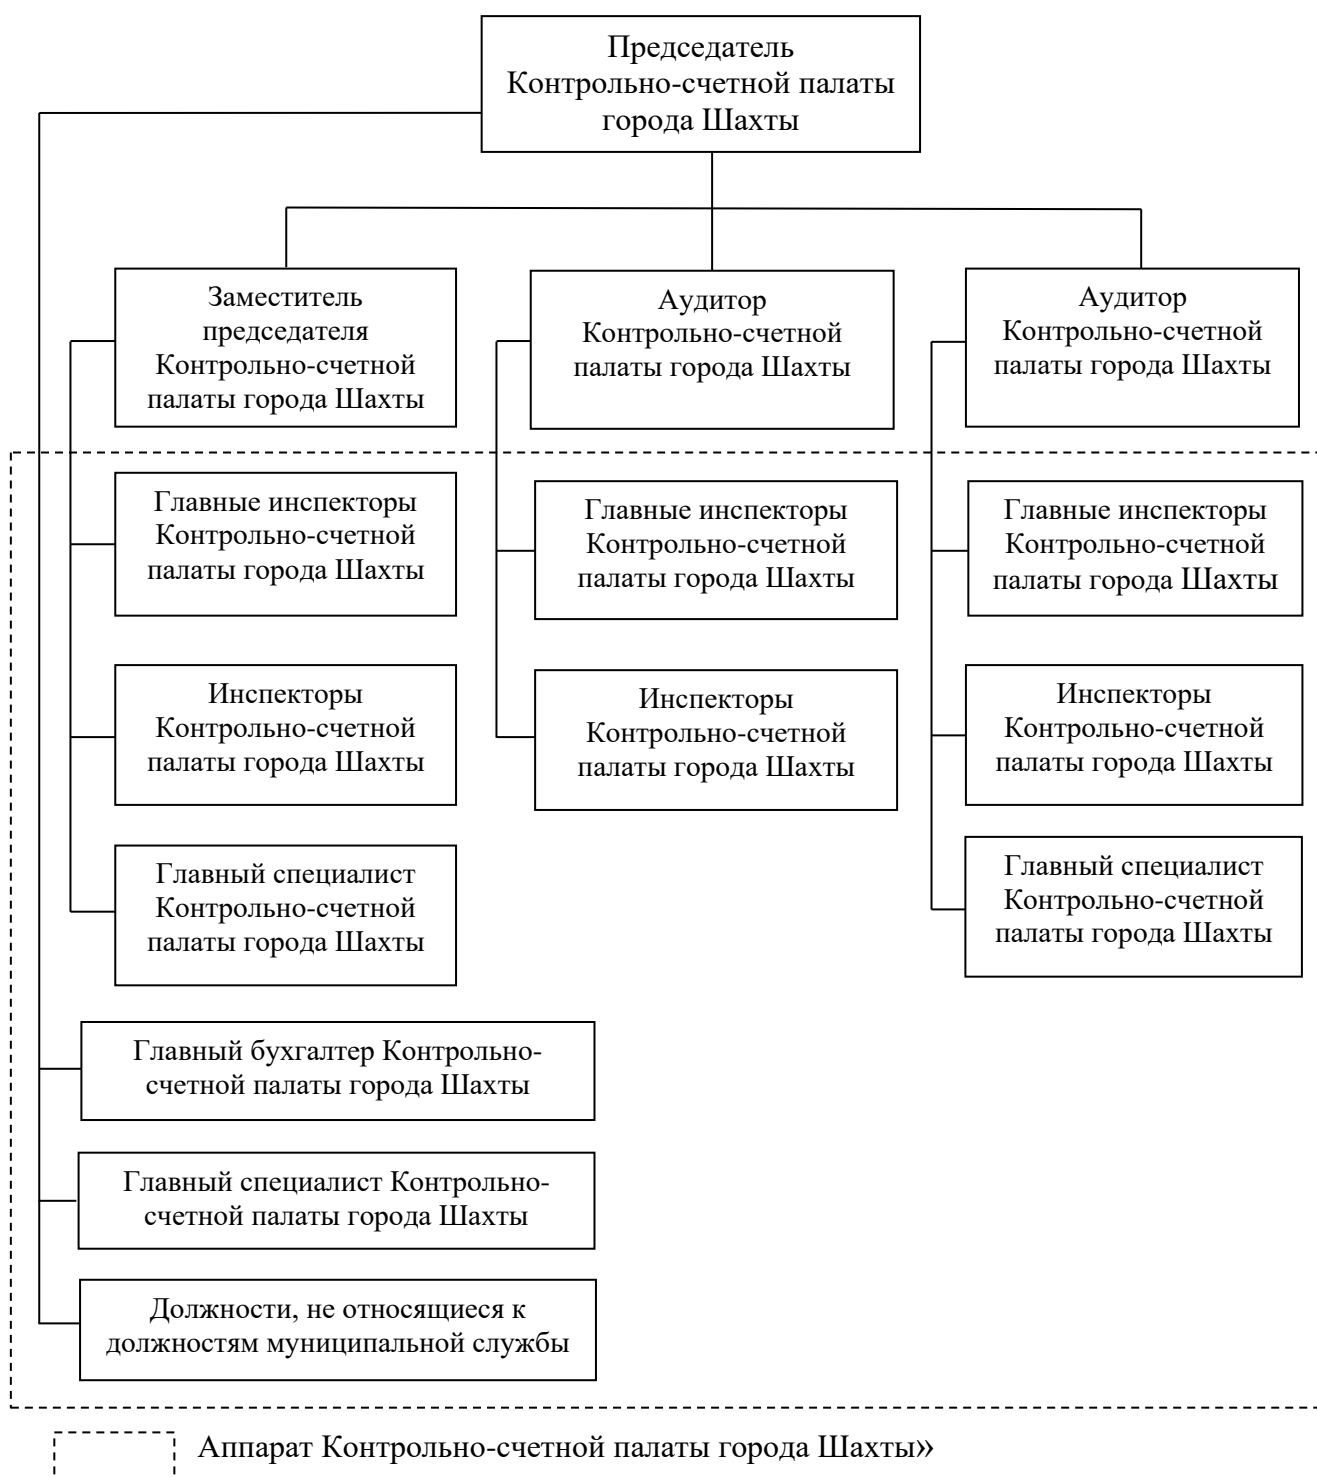 Председатель
Контрольно-счетной палаты
города Шахты
Заместитель
председателя
Контрольно-счетной
палаты города Шахты
Аудитор
Контрольно-счетной
палаты города Шахты
Аудитор
Контрольно-счетной
палаты города Шахты
Главные инспекторы
Контрольно-счетной
палаты города Шахты
Главные инспекторы
Контрольно-счетной
палаты города Шахты
Главные инспекторы
Контрольно-счетной
палаты города Шахты
Инспекторы
Контрольно-счетной
палаты города Шахты
Инспекторы
Контрольно-счетной
палаты города Шахты
Инспекторы
Контрольно-счетной
палаты города Шахты
Главный специалист
Контрольно-счетной
палаты города Шахты
Главный специалист
Контрольно-счетной
палаты города Шахты
Главный бухгалтер Контрольно-
счетной палаты города Шахты
Главный специалист Контрольно-
счетной палаты города Шахты
Должности, не относящиеся к
должностям муниципальной службы
Аппарат Контрольно-счетной палаты города Шахты»